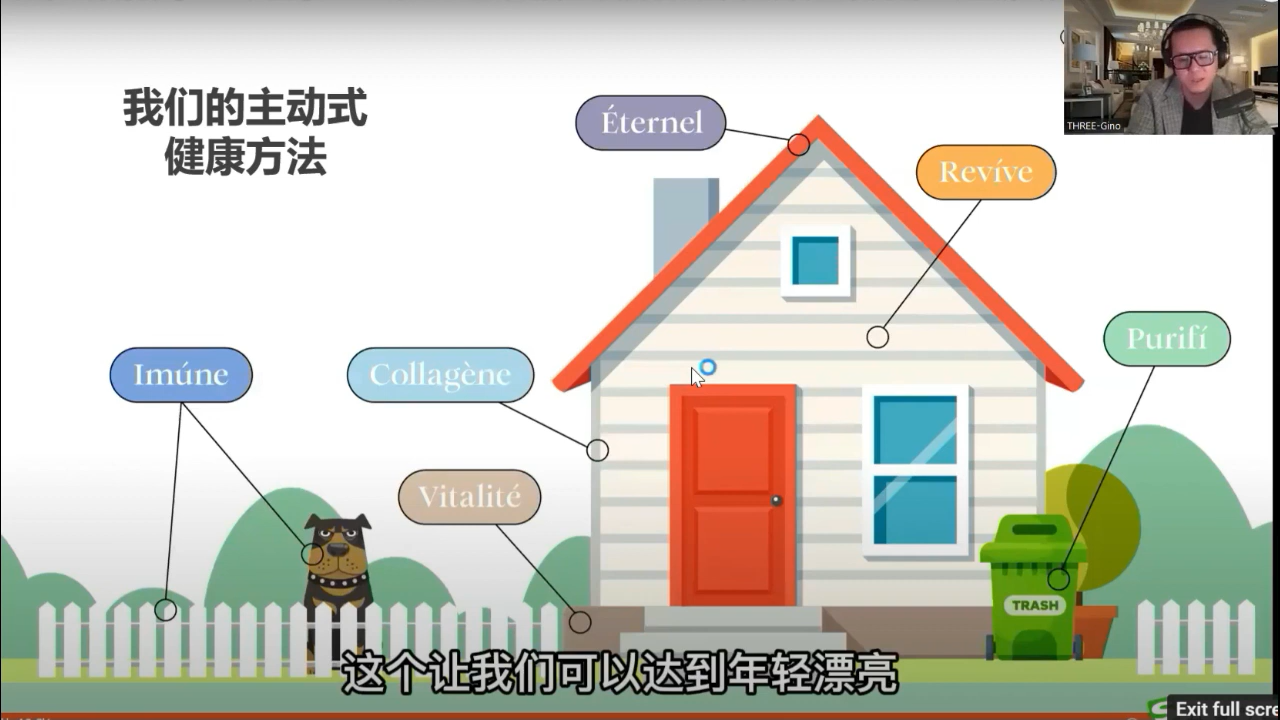 我们的主动式
健康方法
Éternel
Revíve
THREE-Gino
Purifí
Imúne
Collagène
Vitalité
TRASH
这个让我们可以达到年轻漂亮
Exit full scre